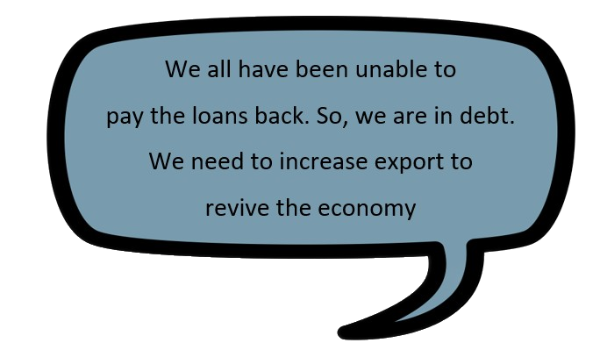 We all have been unable to
pay the loans back. So, we are in debt.
We need to increase export to
revive the economy